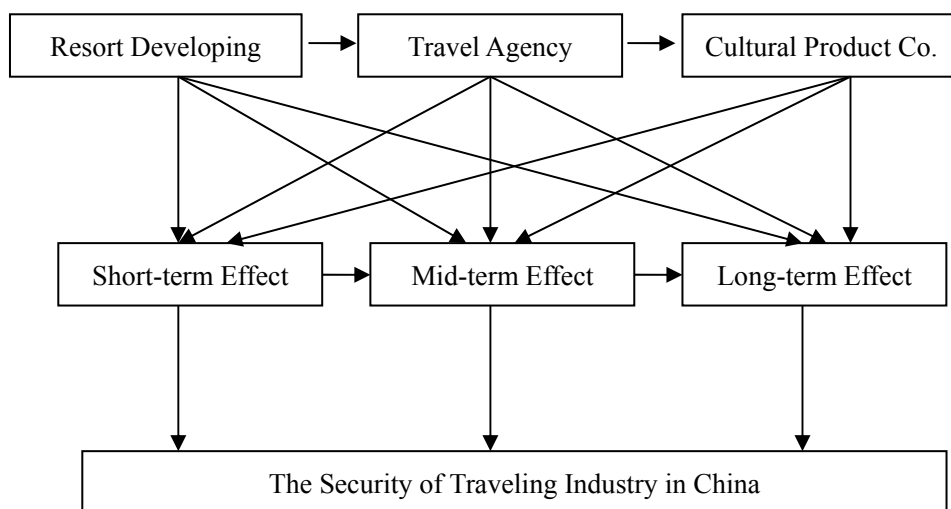 Resort Developing
Travel Agency
Cultural Product Co.
Short-term Effect
Mid-term Effect
Long-term Effect
The Security of Traveling Industry in China